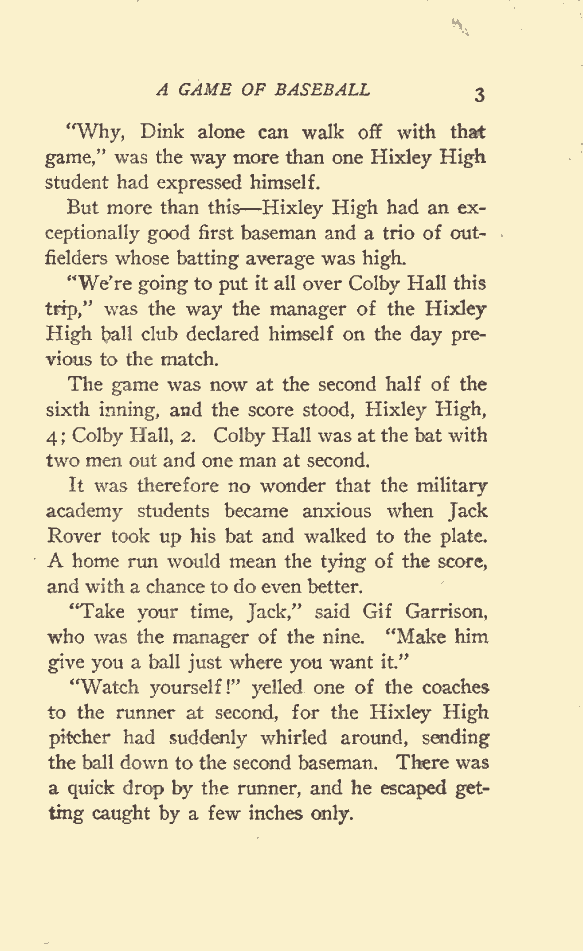 A GAME OF BASEBALL 3
"Why, Dink alone can walk off with that
game," was the way more than one Hixley High
student had expressed himself.
But more than this—Hixley High had an ex-
ceptionally good first baseman and a trio of out-
fielders whose batting average was high.
"We're going to put it all over Colby Hall this
trip," was the way the manager of the Hixley
High ball club declared himself on the day pre-
vious to the match.
The game was now at the second half of the
sixth inning, and the score stood, Hixley High,
4; Colby Hall, 2. Colby Hall was at the bat with
two men out and one man at second.
It was therefore no wonder that the military
academy students became anxious when Jack
Rover took up his bat and walked to the plate.
A home run would mean the tying of the score,
and with a chance to do even better.
"Take your time, Jack," said Gif Garrison,
who was the manager of the nine. "Make him
give you a ball just where you want it."
"Watch yourself!" yelled one of the coaches
to the runner at second, for the Hixley High
pitcher had suddenly whirled around, sending
the ball down to the second baseman. There was
a quick drop by the runner, and he escaped get-
ting caught by a few inches only.